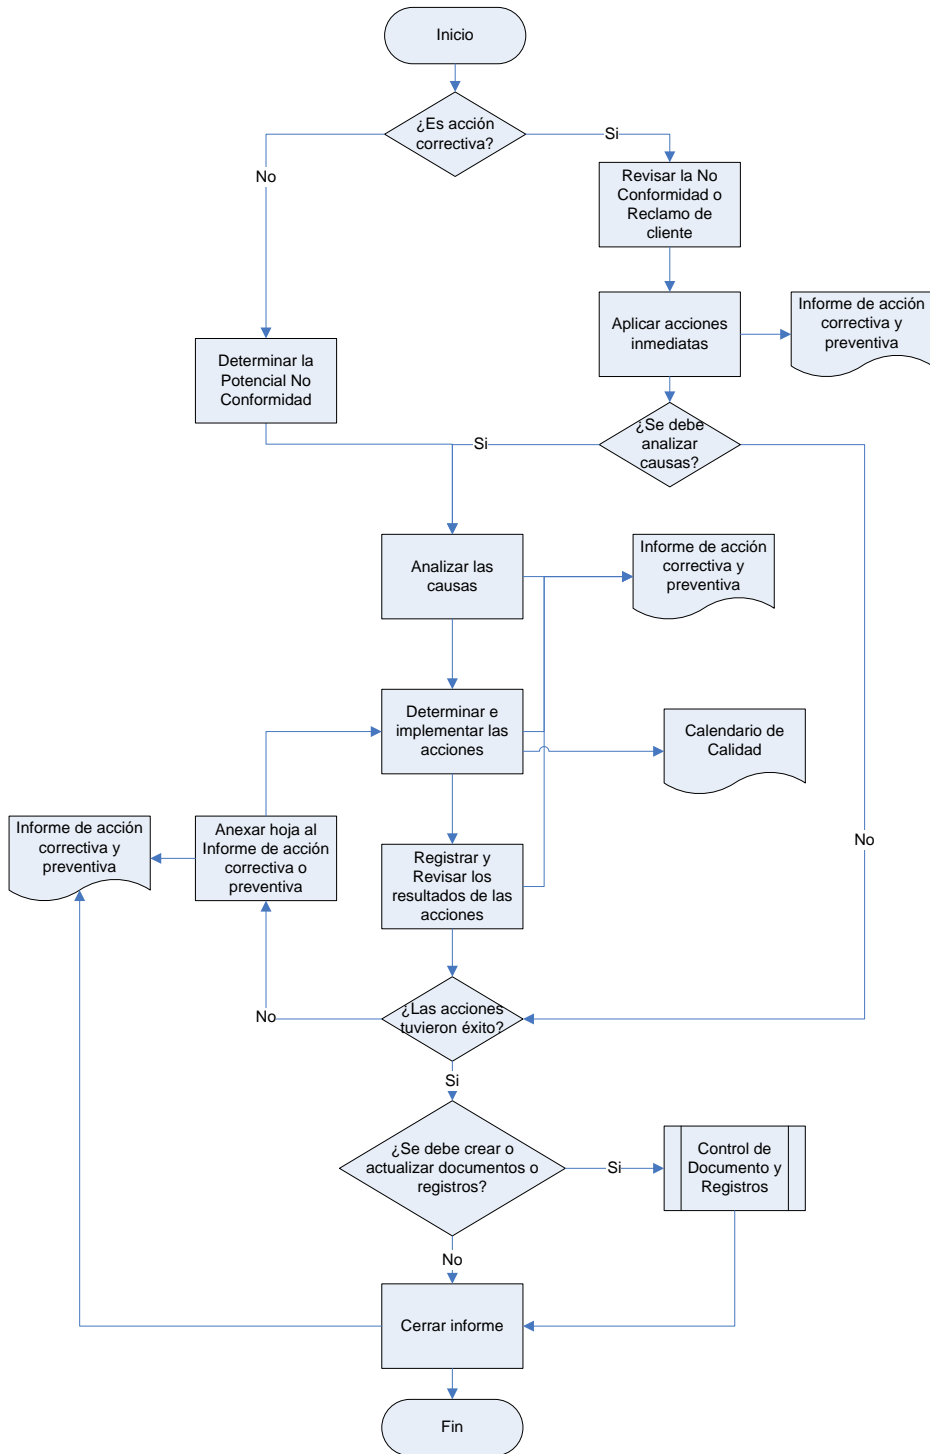 Inicio
¿Es acción
correctiva?
Si
No
Revisar la No
Conformidad o
Reclamo de
cliente
Aplicar acciones
inmediatas
Informe de acción
correctiva y
preventiva
Determinar la
Potencial No
Conformidad
¿Se debe
analizar
causas?
Si
Analizar las
causas
Informe de acción
correctiva y
preventiva
Determinar e
implementar las
acciones
Calendario de
Calidad
Informe de acción
correctiva y
preventiva
Anexar hoja al
Informe de acción
correctiva o
preventiva
Registrar y
Revisar los
resultados de las
acciones
No
¿Las acciones
tuvieron éxito?
No
Si
¿Se debe crear o
actualizar documentos o
registros?
Si
Control de
Documento y
Registros
No
Cerrar informe
Fin